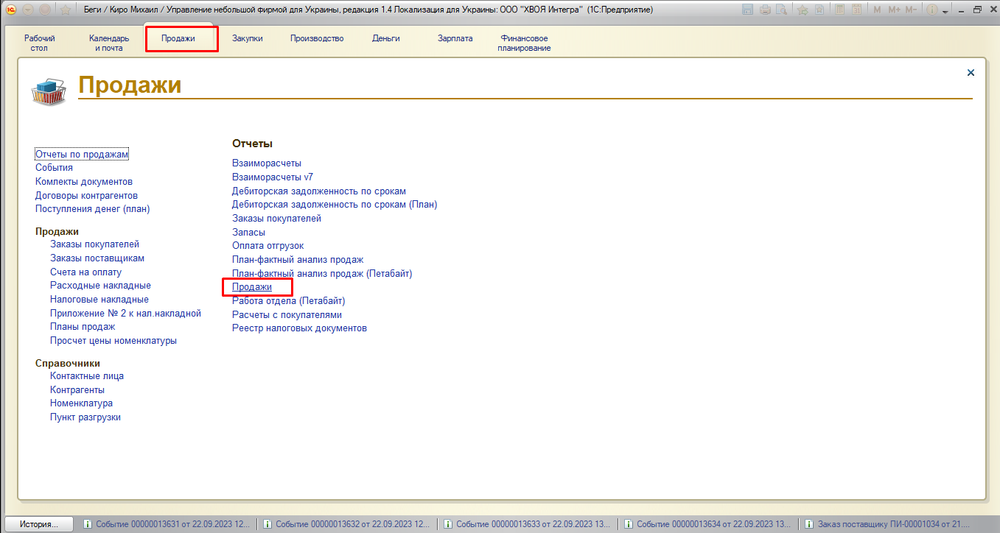 Беги / Киро Михаил / Управление небольшой фирмой для Украины, редакция 1.4 Локализация для Украины: ООО "ХВОЯ Интегра" (1С:Предприятие)
M M+ M-
Рабочий стол
Календарь и почта
Продажи
Закупки
Производство
Деньги
Зарплата
Финансовое планирование
Продажи
Отчеты по продажам
События
Комлекты документов
Договоры контрагентов
Поступления денег (план)
Продажи
Заказы покупателей
Заказы поставщикам
Счета на оплату
Расходные накладные
Налоговые накладные
Приложение № 2 к нал.накладной
Планы продаж
Просчет цены номенклатуры
Справочники
Контактные лица
Контрагенты
Номенклатура
Пункт разгрузки
Отчеты
Взаиморасчеты
Взаиморасчеты v7
Дебиторская задолженность по срокам
Дебиторская задолженность по срокам (План)
Заказы покупателей
Запасы
Оплата отгрузок
План-фактный анализ продаж
План-фактный анализ продаж (Петабайт)
Продажи
Работа отдела (Петабайт)
Расчеты с покупателями
Реестр налоговых документов
История...
Событие 00000013631 от 22.09.2023 12...
Событие 00000013632 от 22.09.2023 12...
Событие 00000013633 от 22.09.2023 13...
Событие 00000013634 от 22.09.2023 13...
Заказ поставщику ПИ-00001034 от 21....